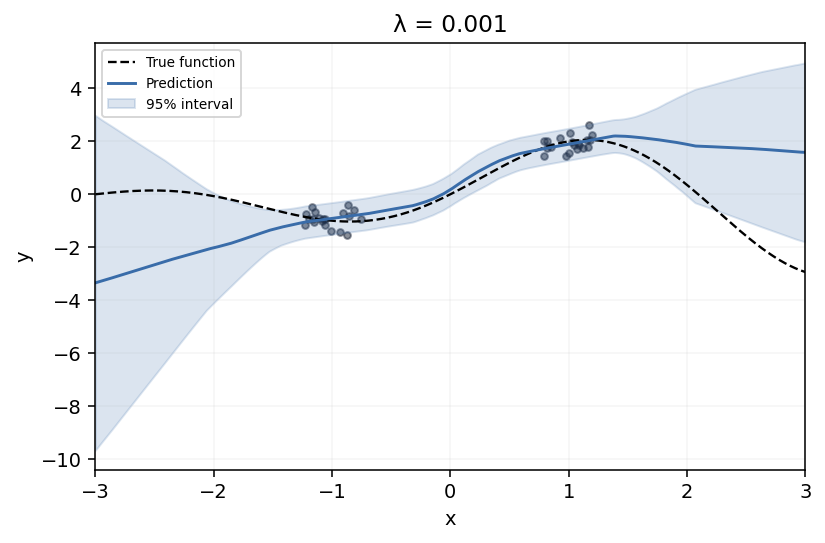 λ = 0.001
True function
Prediction
95% interval
4
2
0
−2
−4
−6
−8
−10
y
−3
−2
−1
0
1
2
3
x